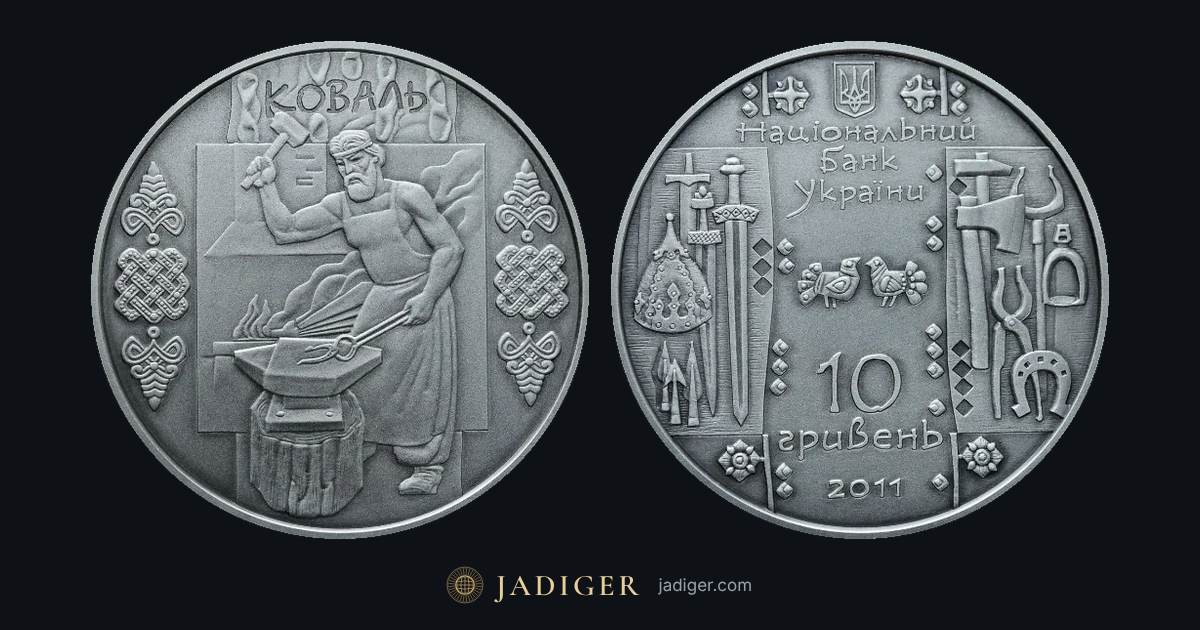 КОВАЛЬ
Національний
Банк
України
10
гривень
2011
JADIGER jadiger.com